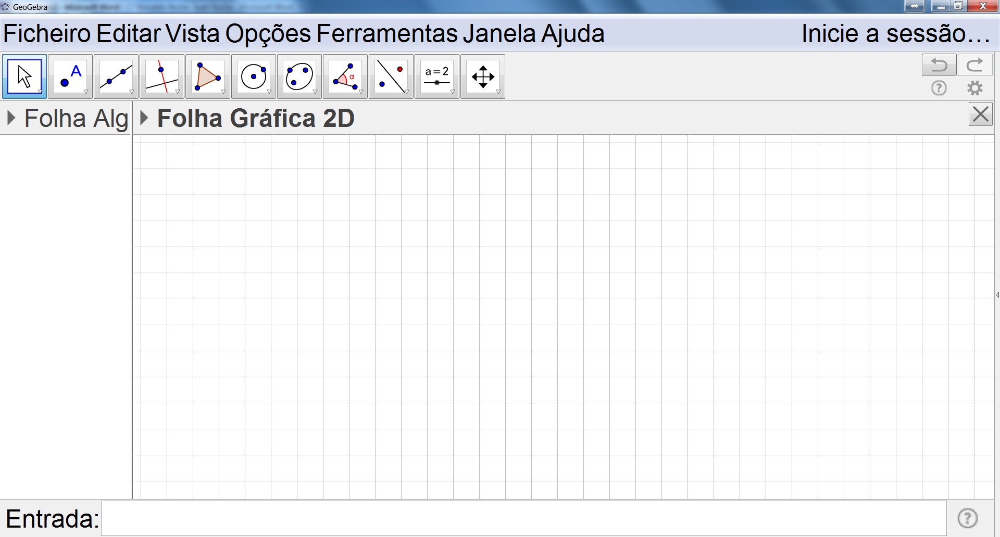 GeoGebra
Ficheiro Editar Vista Opções Ferramentas Janela Ajuda Inicie a sessão...
A
α
a = 2
Folha Alg
Folha Gráfica 2D
Entrada: